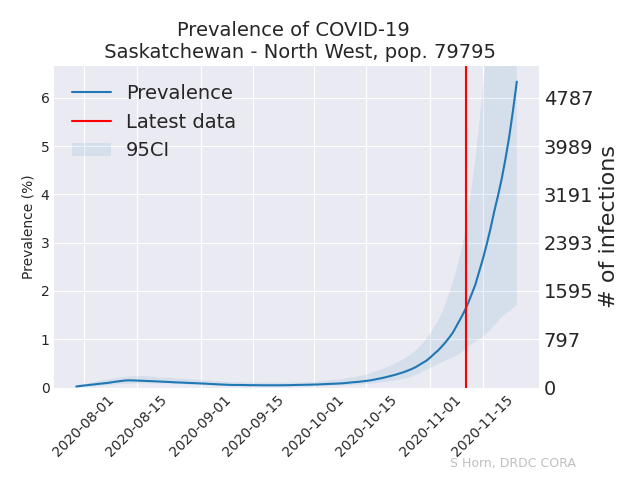 Prevalence of COVID-19
Saskatchewan - North West, pop. 79795
Prevalence
Latest data
95CI
Prevalence (%)
6
5
4
3
2
1
0
4787
3989
3191
2393
1595
797
0
# of infections
2020-08-01
2020-08-15
2020-09-01
2020-09-15
2020-10-01
2020-10-15
2020-11-01
2020-11-15
S Horn, DRDC CORA